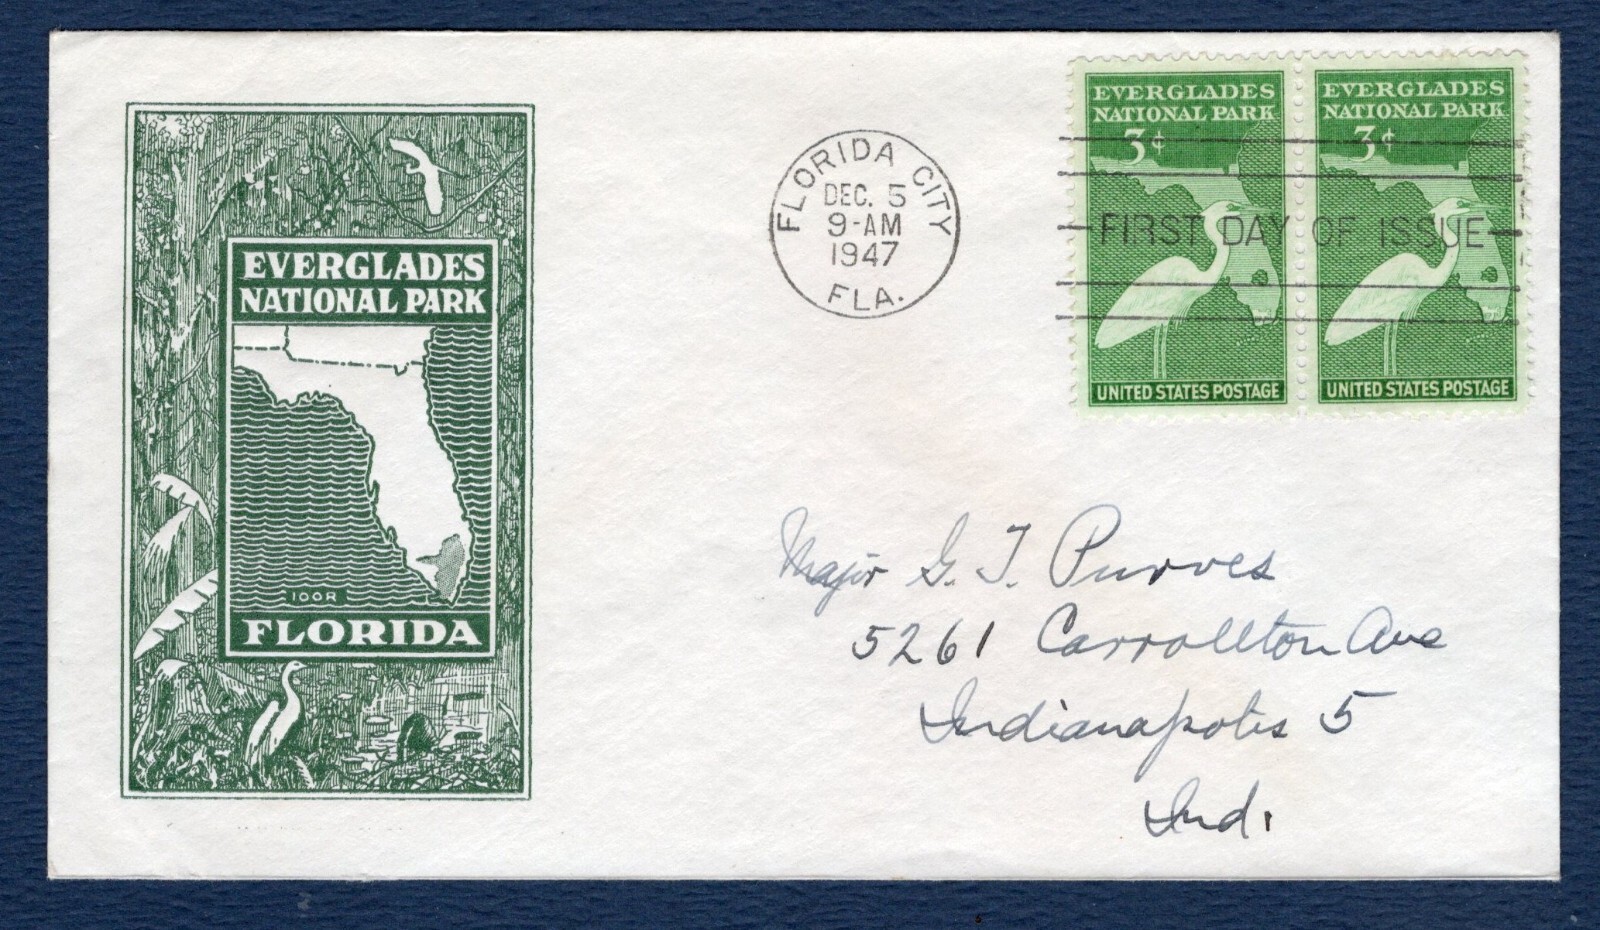 EVERGLADES
NATIONAL PARK
IOOR
FLORIDA
FLORIDA CITY
DEC. 5
9-AM
1947
FLA.
EVERGLADES
NATIONAL PARK
3¢
UNITED STATES POSTAGE
EVERGLADES
NATIONAL PARK
3¢
UNITED STATES POSTAGE
FIRST DAY OF ISSUE
Major G. T. Purves
5261 Carrollton Ave
Indianapolis 5
Ind.